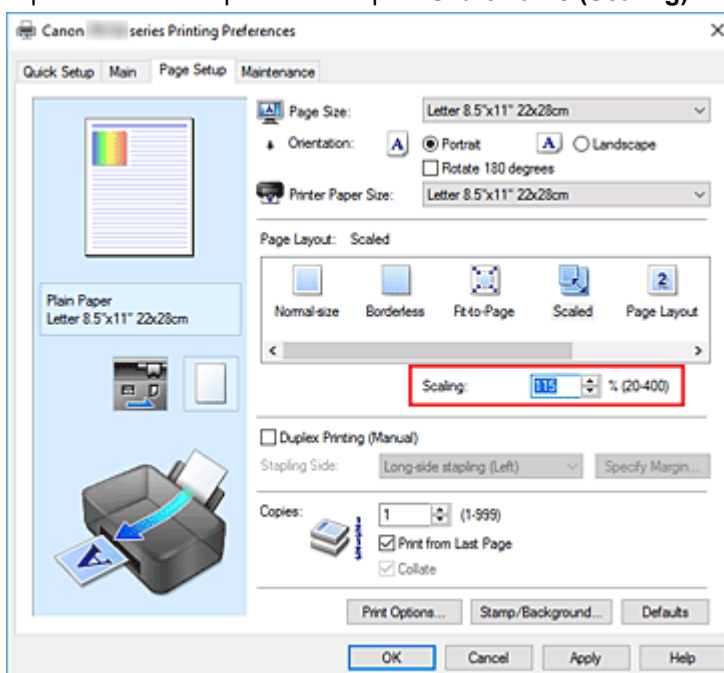 (Scaling)
Canon series Printing Preferences
Quick Setup Main Page Setup Maintenance
Page Size: Letter 8.5"x11" 22x28cm
Orientation: A Portrait A Landscape
Rotate 180 degrees
Printer Paper Size: Letter 8.5"x11" 22x28cm
Page Layout: Scaled
Normal-size Borderless Fit-to-Page Scaled Page Layout
Plain Paper
Letter 8.5"x11" 22x28cm
Scaling: 115 % (20-400)
Duplex Printing (Manual)
Stapling Side: Long-side stapling (Left) Specify Margin...
Copies: 1 (1-999)
Print from Last Page
Collate
Print Options... Stamp/Background... Defaults
OK Cancel Apply Help